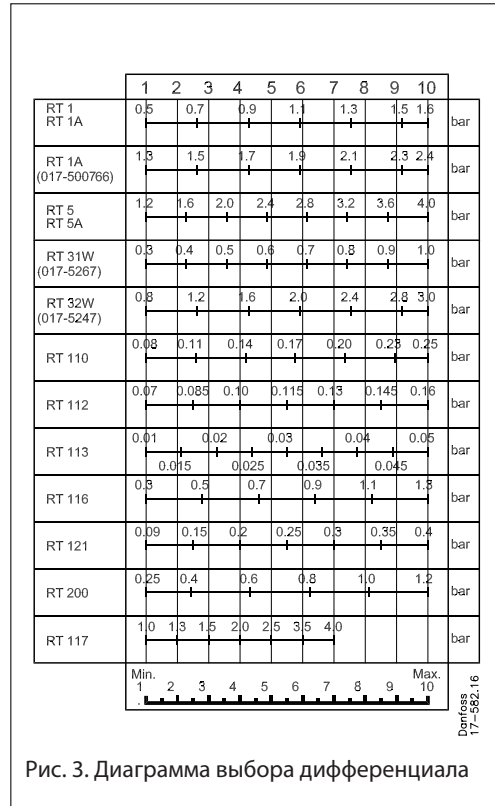 1 2 3 4 5 6 7 8 9 10
RT 1
RT 1A
0.5 0.7 0.9 1.1 1.3 1.5 1.6
bar
RT 1A
(017-500766)
1.3 1.5 1.7 1.9 2.1 2.3 2.4
bar
RT 5
RT 5A
1.2 1.6 2.0 2.4 2.8 3.2 3.6 4.0
bar
RT 31W
(017-5267)
0.3 0.4 0.5 0.6 0.7 0.8 0.9 1.0
bar
RT 32W
(017-5247)
0.8 1.2 1.6 2.0 2.4 2.8 3.0
bar
RT 110
0.08 0.11 0.14 0.17 0.20 0.23 0.25
bar
RT 112
0.07 0.085 0.10 0.115 0.13 0.145 0.16
bar
RT 113
0.01 0.02 0.03 0.04 0.05
0.015 0.025 0.035 0.045
bar
RT 116
0.3 0.5 0.7 0.9 1.1 1.3
bar
RT 121
0.09 0.15 0.2 0.25 0.3 0.35 0.4
bar
RT 200
0.25 0.4 0.6 0.8 1.0 1.2
bar
RT 117
1.0 1.3 1.5 2.0 2.5 3.5 4.0
bar
Min. Max.
1 2 3 4 5 6 7 8 9 10
Danfoss
17-582.16
Рис. 3. Диаграмма выбора дифференциала